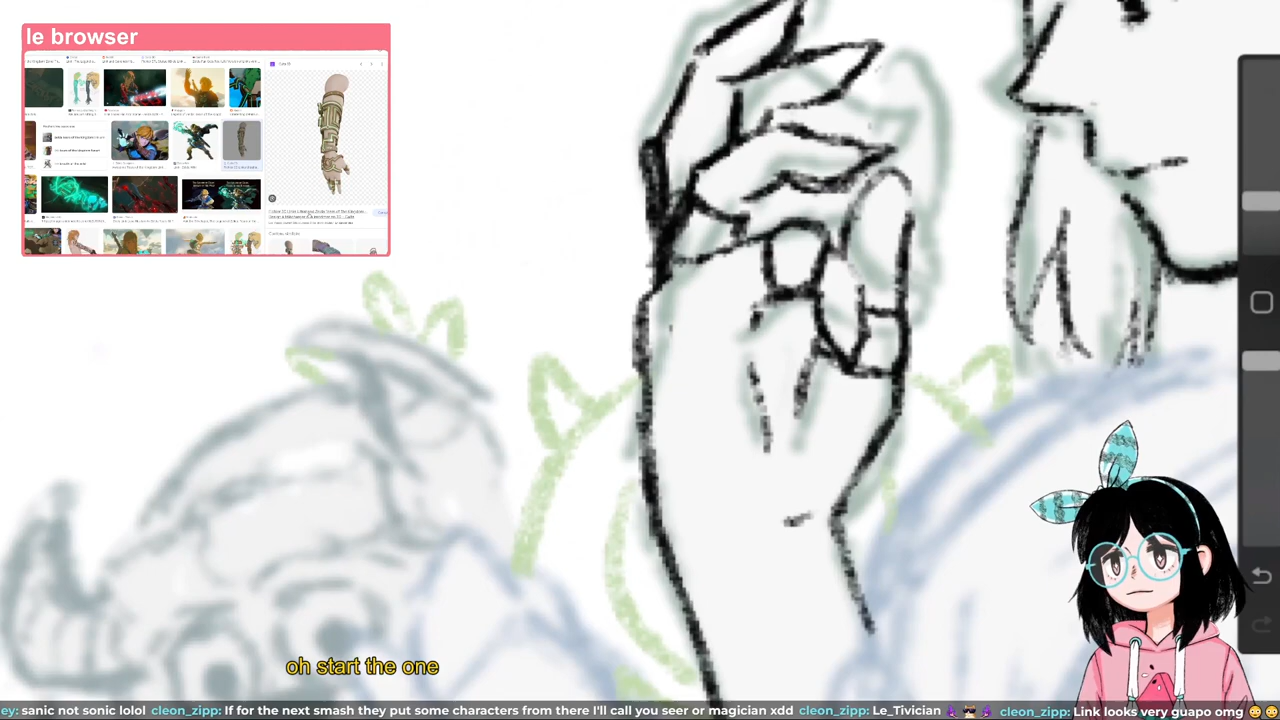 le browser
oh start the one
ey: sanic not sonic lolol cleon_zipp: If for the next smash they put some characters from there I'll call you seer or magician xdd cleon_zipp: Le_Tivician cleon_zipp: Link looks very guapo omg